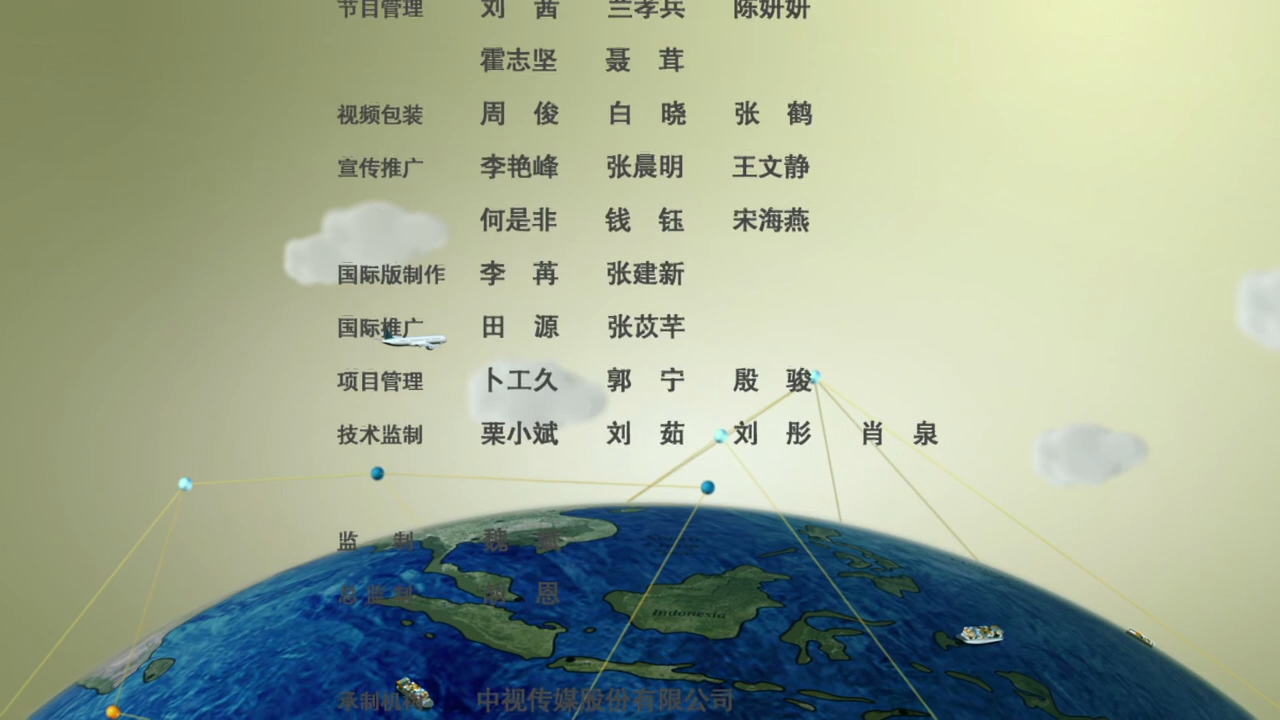 节目管理 刘茜 兰孝兵 陈妍妍
霍志坚 聂茸
视频包装 周俊 白晓 张鹤
宣传推广 李艳峰 张晨明 王文静
何是非 钱钰 宋海燕
国际版制作 李苒 张建新
国际推广 田源 张苡芊
项目管理 卜工久 郭宁 殷骏
技术监制 栗小斌 刘茹 刘彤 肖泉
监制 魏
总监制 恩
Indonesia
承制机构 中视传媒股份有限公司